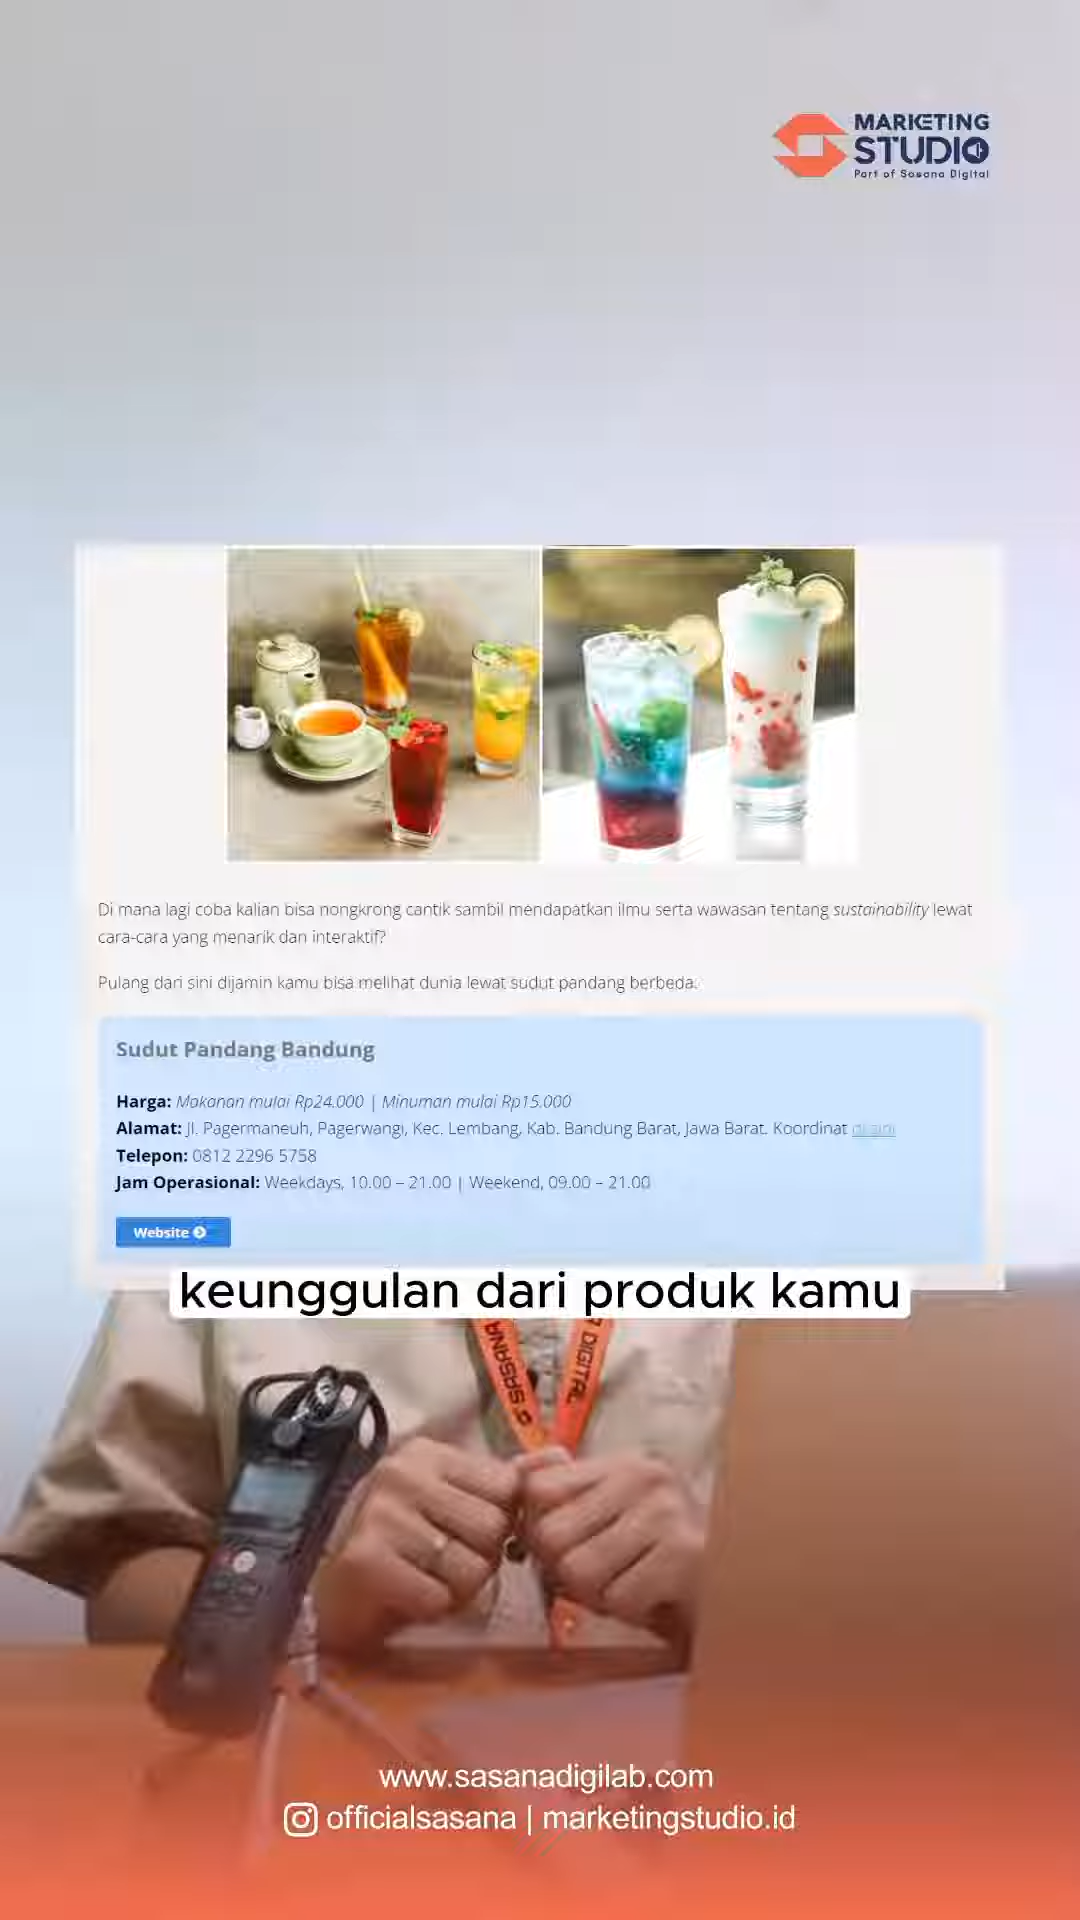 MARKETING
STUDIO
Part of Sasana Digital
Di mana lagi coba kalian bisa nongkrong cantik sambil mendapatkan ilmu serta wawasan tentang sustainability lewat
cara-cara yang menarik dan interaktif?
Pulang dari sini dijamin kamu bisa melihat dunia lewat sudut pandang berbeda.
Sudut Pandang Bandung
Harga: Makanan mulai Rp24.000 | Minuman mulai Rp15.000
Alamat: Jl. Pagermaneuh, Pagerwangi, Kec. Lembang, Kab. Bandung Barat, Jawa Barat. Koordinat di sini
Telepon: 0812 2296 5758
Jam Operasional: Weekdays, 10.00 – 21.00 | Weekend, 09.00 – 21.00
Website
keunggulan dari produk kamu
SASANA
DIGITAL
www.sasanadigilab.com
officialsasana | marketingstudio.id